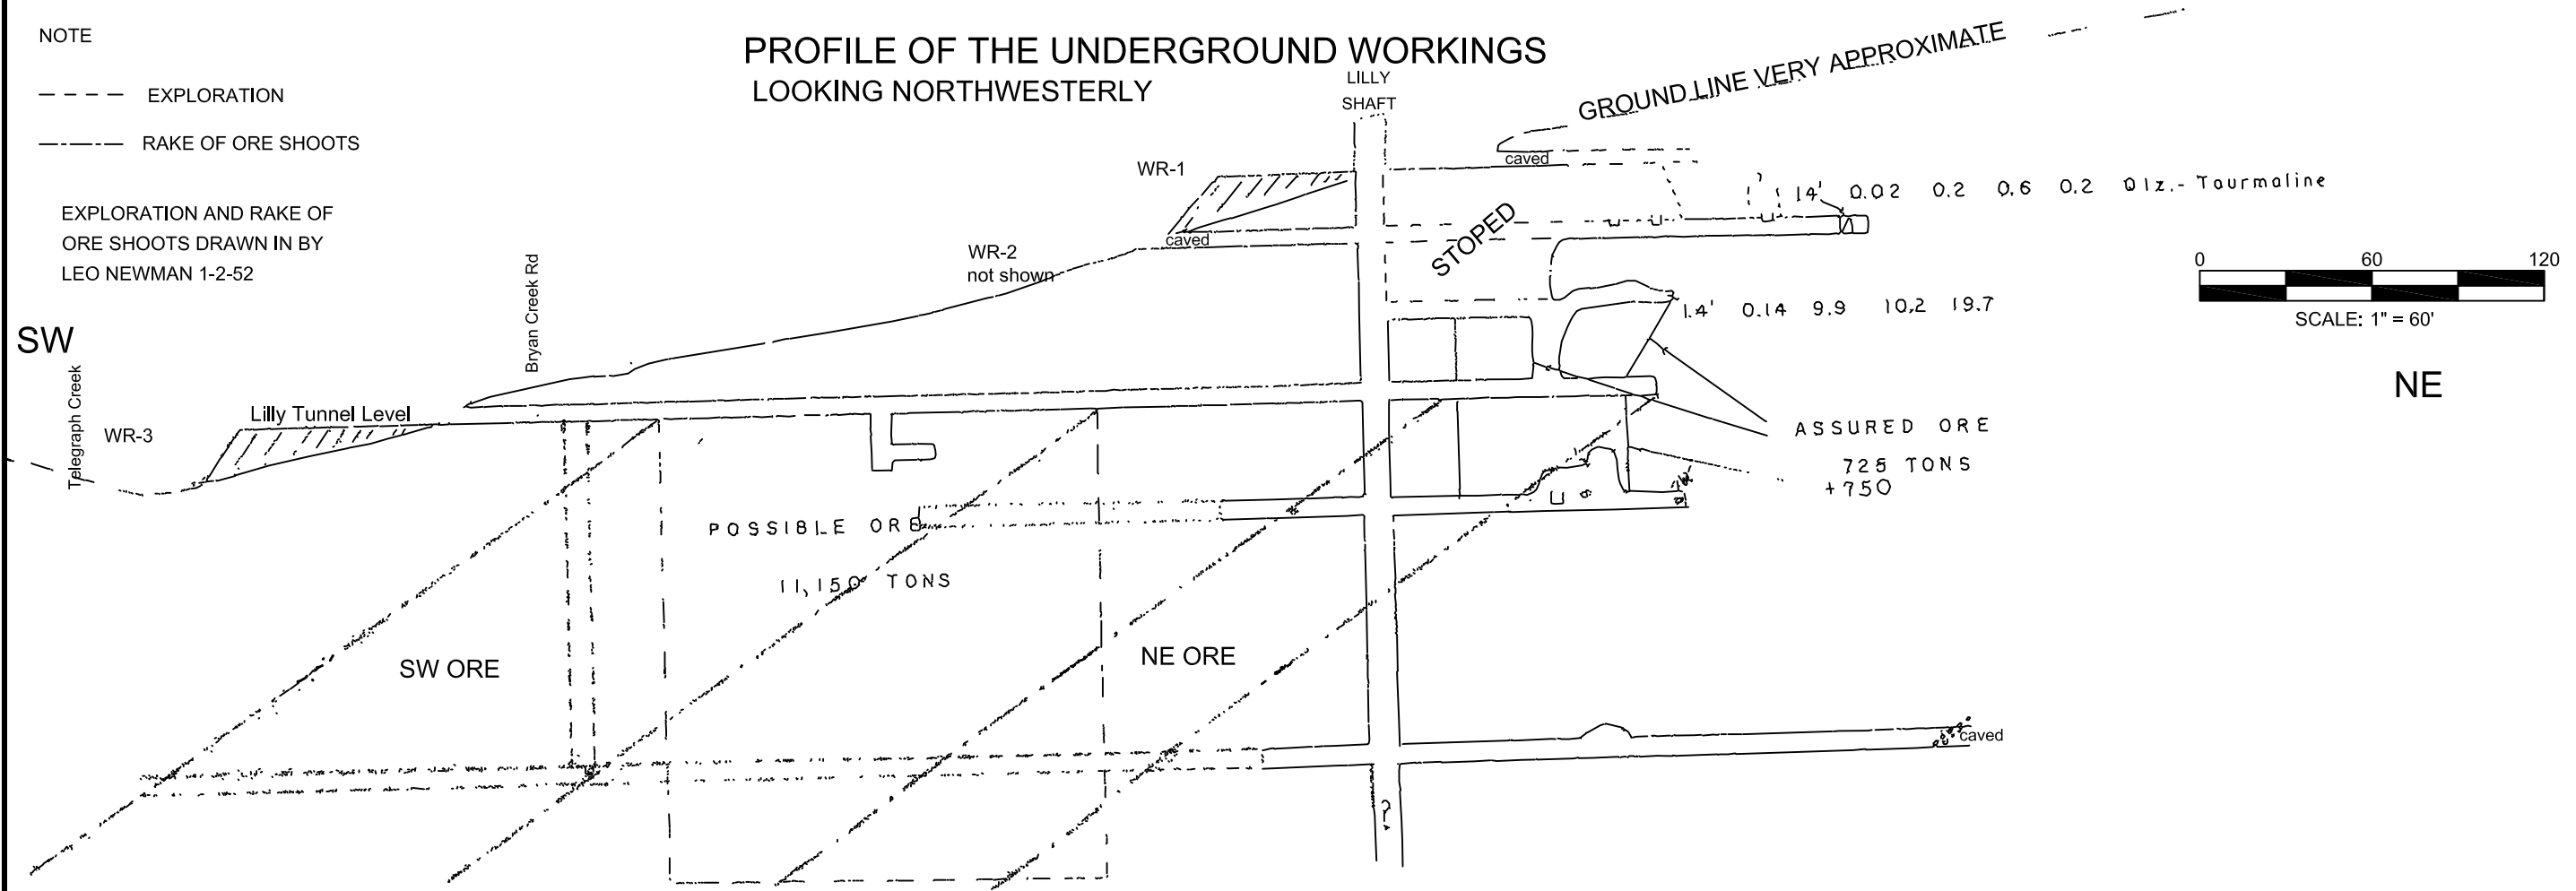 NOTE
EXPLORATION
RAKE OF ORE SHOOTS
EXPLORATION AND RAKE OF
ORE SHOOTS DRAWN IN BY
LEO NEWMAN 1-2-52
PROFILE OF THE UNDERGROUND WORKINGS
LOOKING NORTHWESTERLY
LILLY
SHAFT
GROUND LINE VERY APPROXIMATE
caved
WR-1
caved
WR-2
not shown
STOPED
14' 0.02 0.2 0.6 0.2 Qtz.- Tourmaline
1.4' 0.14 9.9 10.2 19.7
0 60 120
SCALE: 1" = 60'
SW
NE
Telegraph Creek
WR-3
Lilly Tunnel Level
Bryan Creek Rd
ASSURED ORE
725 TONS
+750
POSSIBLE ORE
11,150 TONS
SW ORE
NE ORE
caved
?